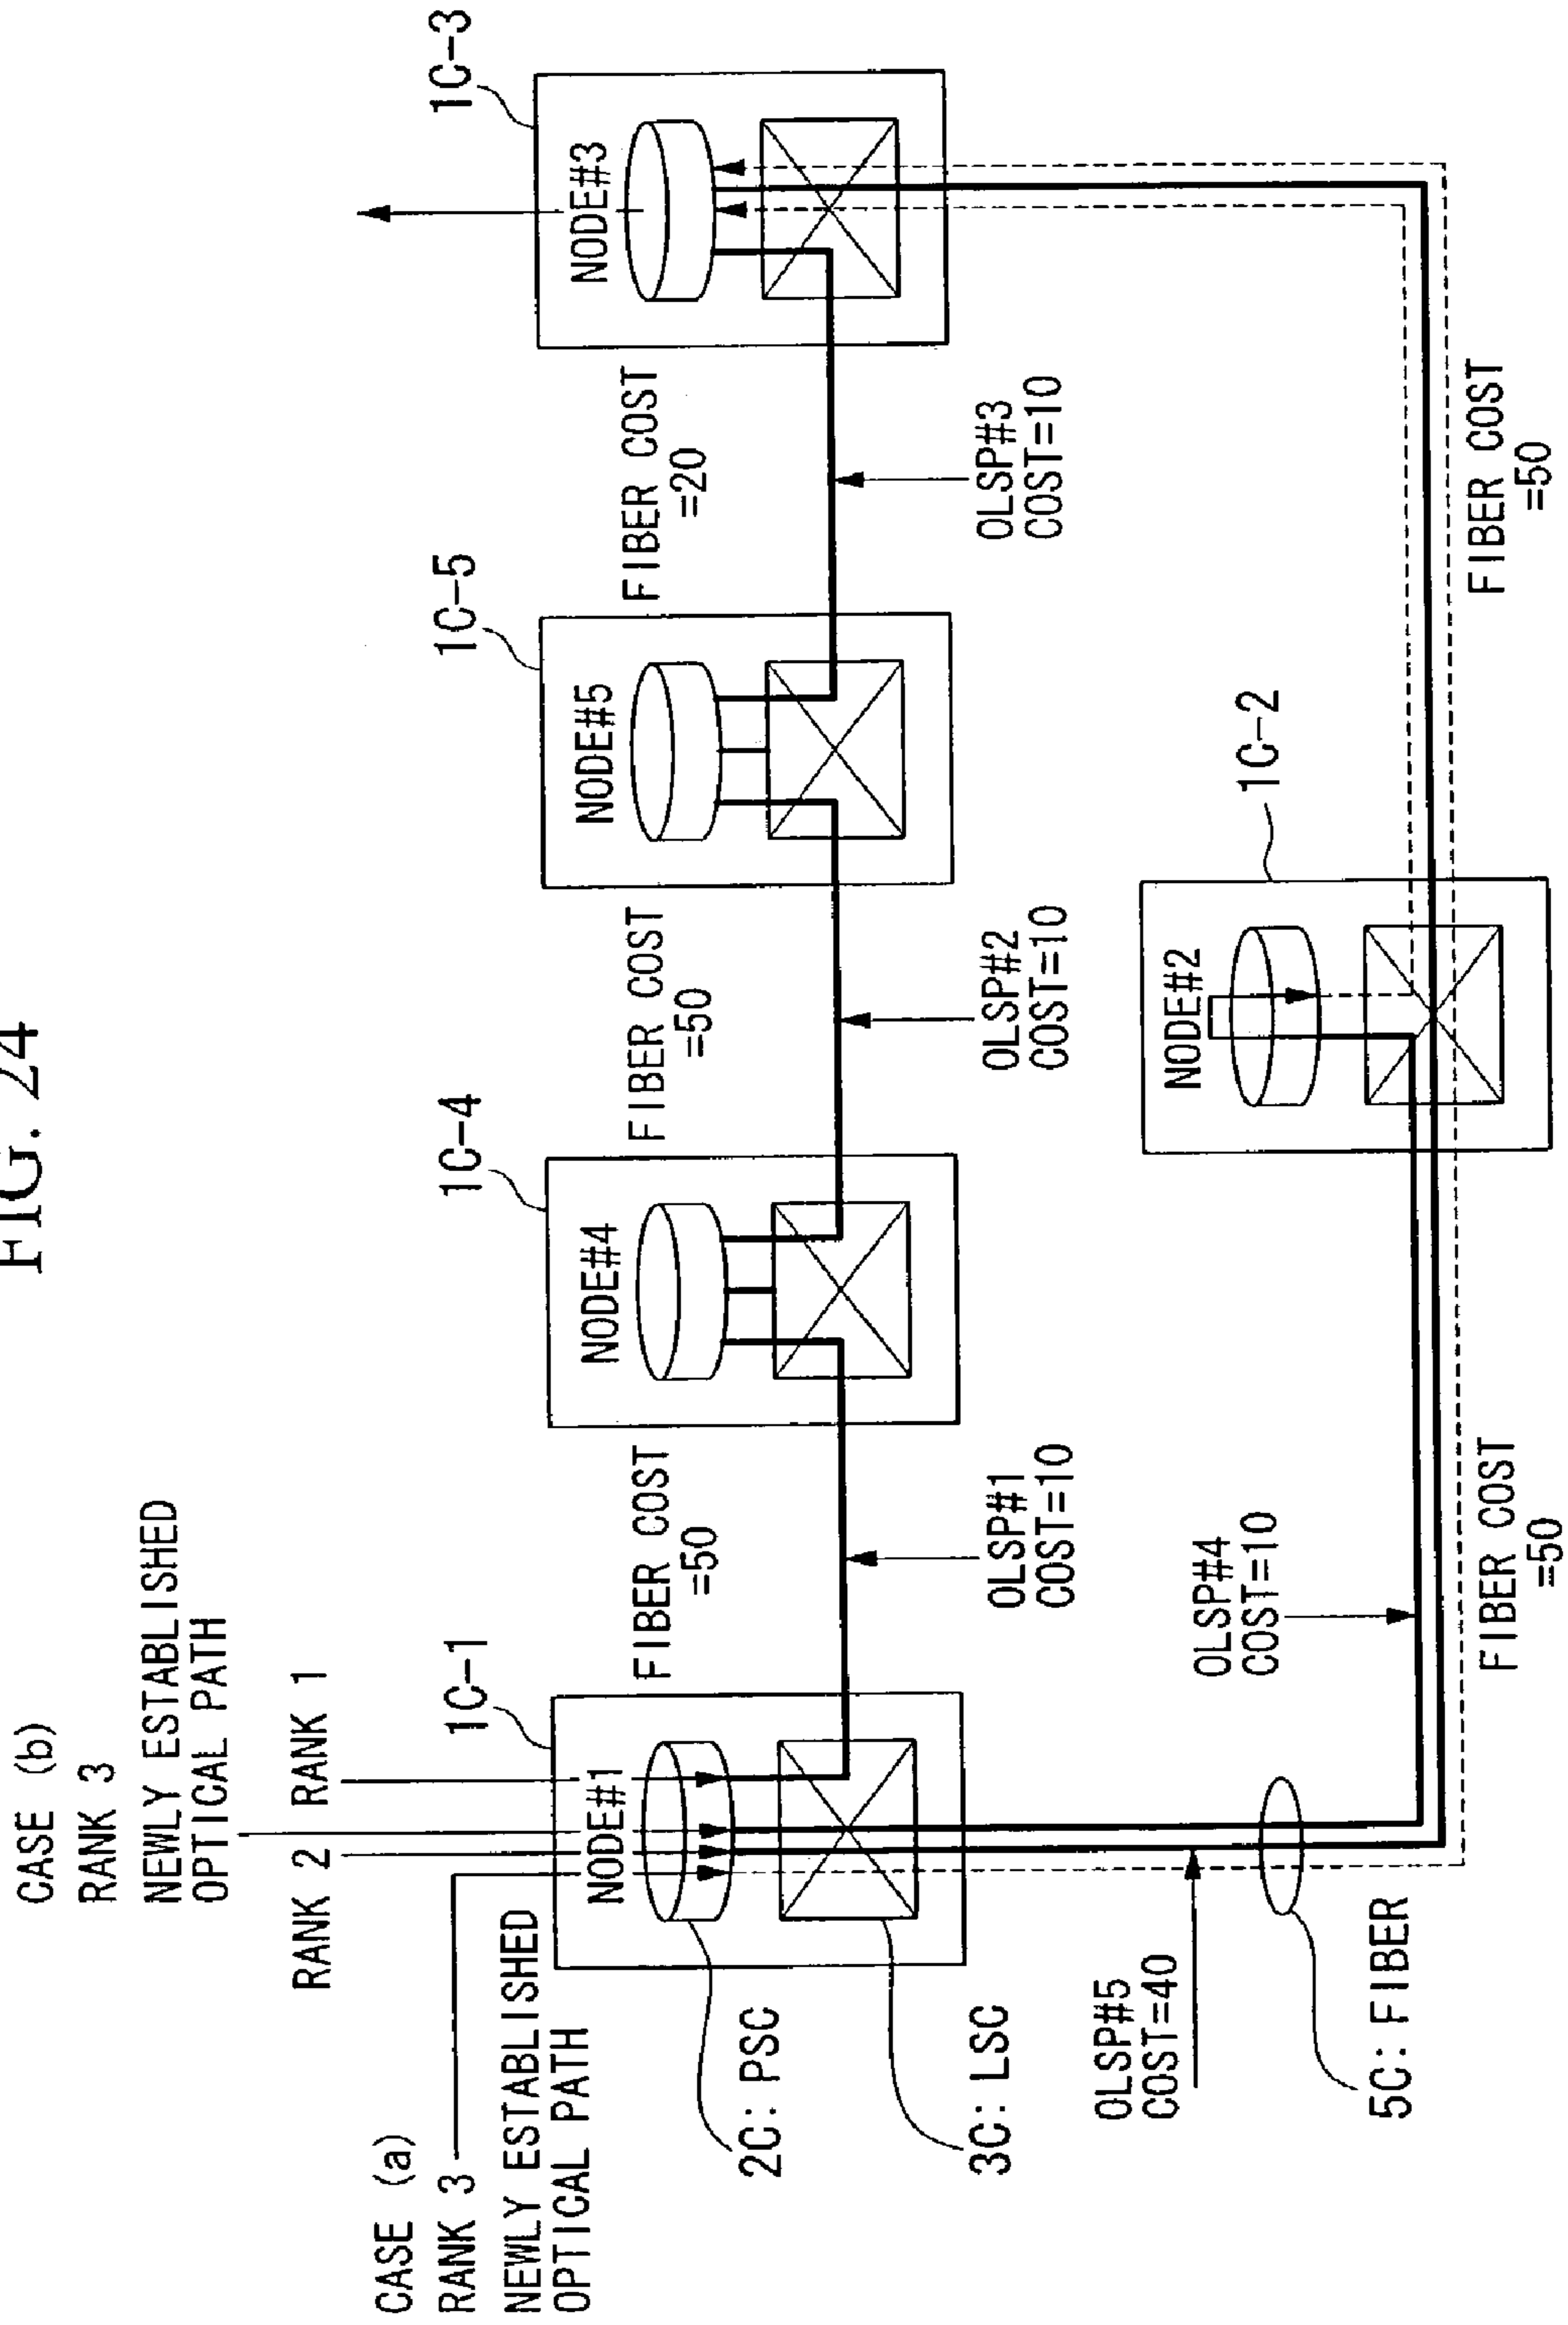 FIG. 24
CASE (b)
RANK 3
NEWLY ESTABLISHED
OPTICAL PATH
RANK 2
RANK 1
CASE (a)
RANK 3
NEWLY ESTABLISHED
OPTICAL PATH
1C-1
NODE#1
2C: PSC
3C: LSC
FIBER COST
=50
OLSP#1
COST=10
1C-4
NODE#4
FIBER COST
=50
OLSP#2
COST=10
1C-5
NODE#5
FIBER COST
=20
OLSP#3
COST=10
1C-3
NODE#3
OLSP#5
COST=40
5C: FIBER
OLSP#4
COST=10
FIBER COST
=50
1C-2
NODE#2
FIBER COST
=50